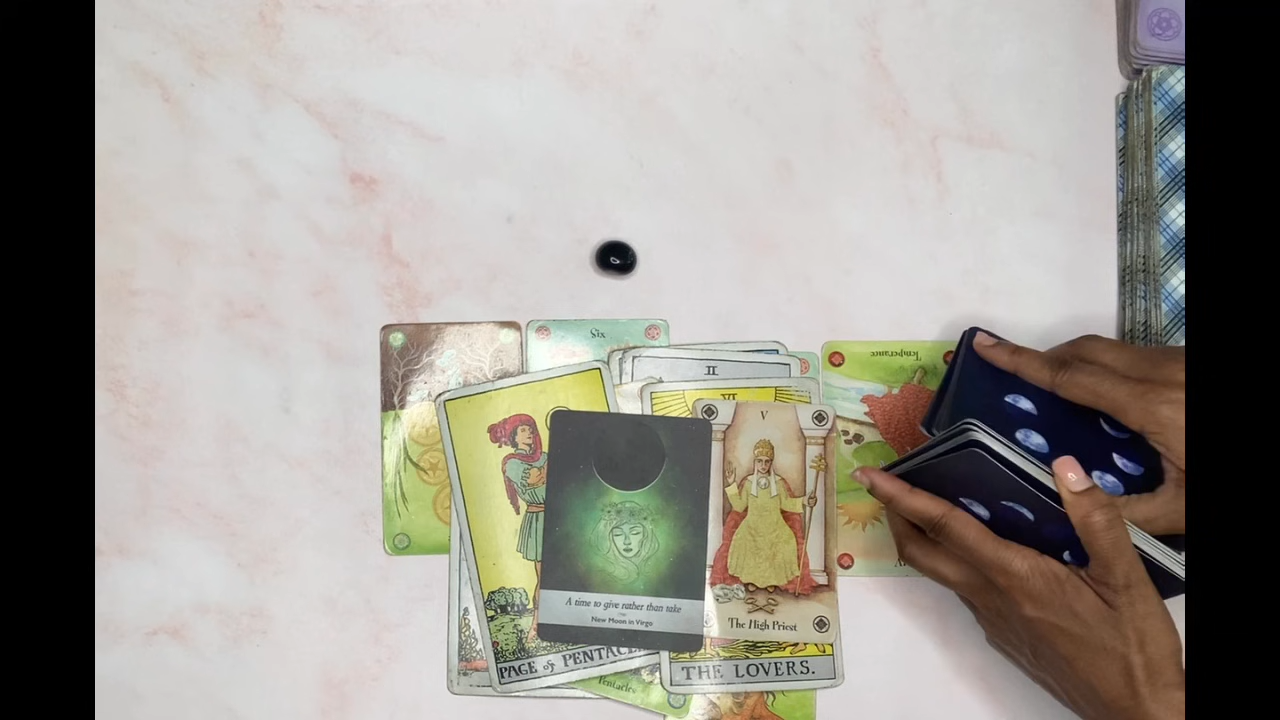 Six
Temperance
II
VI
V
A time to give rather than take
New Moon in Virgo
The High Priest
PAGE of PENTACL
THE LOVERS.
Pentacles